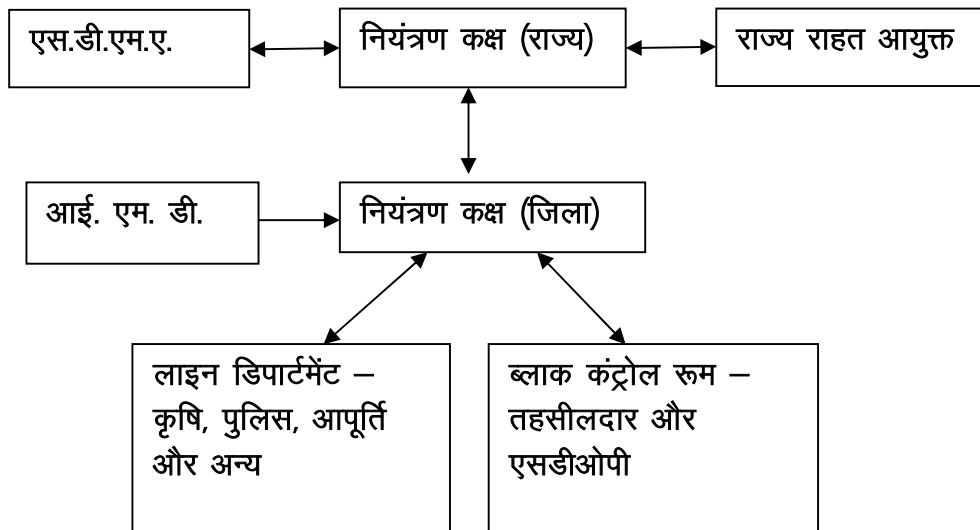 एस.डी.एम.ए.
नियंत्रण कक्ष (राज्य)
राज्य राहत आयुक्त
आई. एम. डी.
नियंत्रण कक्ष (जिला)
लाइन डिपार्टमेंट –
कृषि, पुलिस, आपूर्ति
और अन्य
ब्लाक कंट्रोल रूम –
तहसीलदार और
एसडीओपी